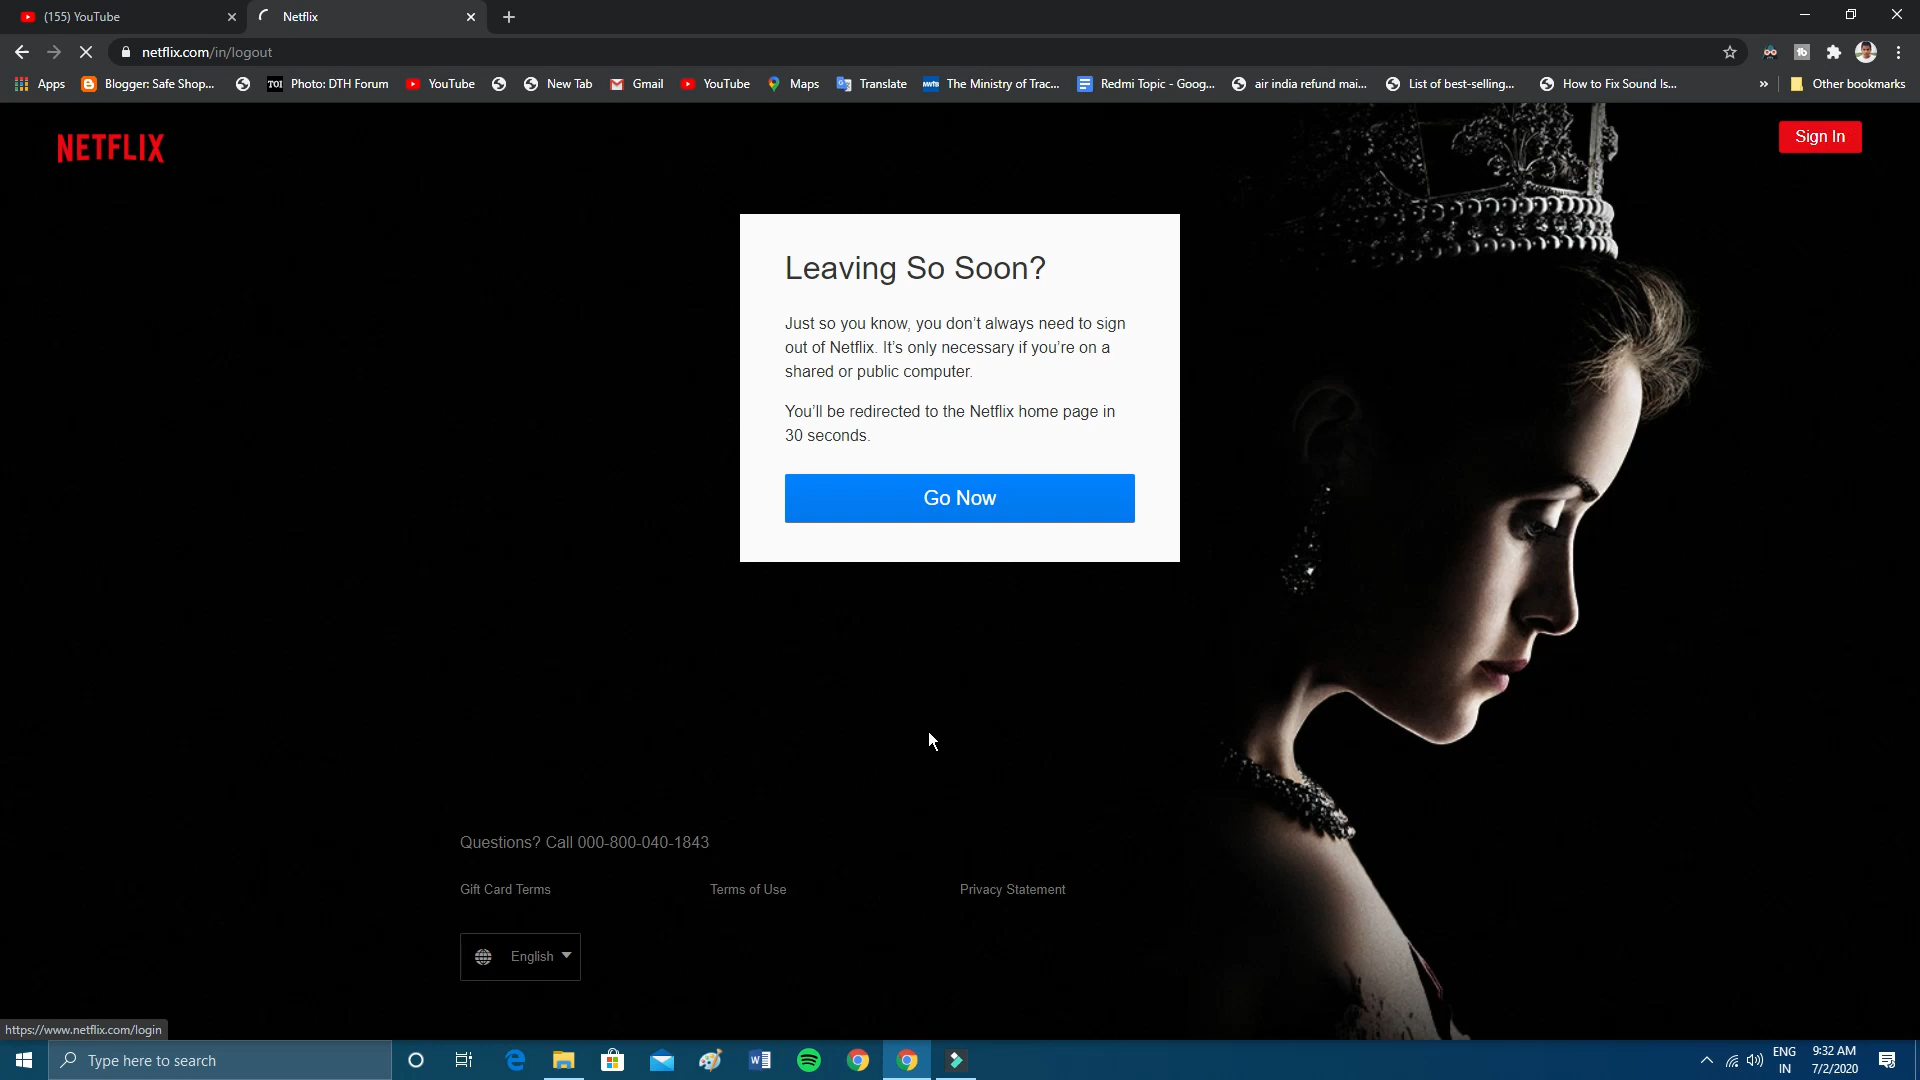 (155) YouTube
Netflix
netflix.com/in/logout
Apps
Blogger: Safe Shop...
TOI
Photo: DTH Forum
YouTube
New Tab
Gmail
YouTube
Maps
Translate
The Ministry of Trac...
Redmi Topic - Goog...
air india refund mai...
List of best-selling...
How to Fix Sound Is...
»
Other bookmarks
NETFLIX
Sign In
Leaving So Soon?
Just so you know, you don’t always need to sign
out of Netflix. It’s only necessary if you’re on a
shared or public computer.
You’ll be redirected to the Netflix home page in
30 seconds.
Go Now
Questions? Call 000-800-040-1843
Gift Card Terms
Terms of Use
Privacy Statement
English
https://www.netflix.com/login
Type here to search
ENG
IN
9:32 AM
7/2/2020